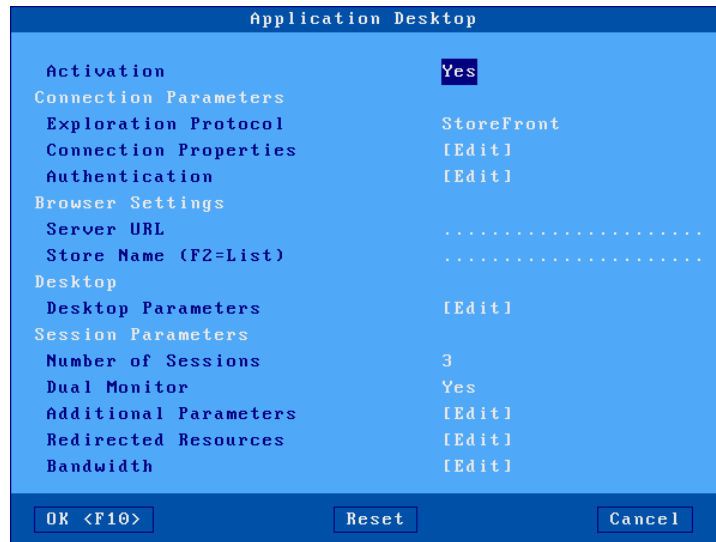 Application Desktop
Activation Yes
Connection Parameters
Exploration Protocol StoreFront
Connection Properties [Edit]
Authentication [Edit]
Browser Settings
Server URL ......................
Store Name (F2=List) ......................
Desktop
Desktop Parameters [Edit]
Session Parameters
Number of Sessions 3
Dual Monitor Yes
Additional Parameters [Edit]
Redirected Resources [Edit]
Bandwidth [Edit]
OK <F10> Reset Cancel